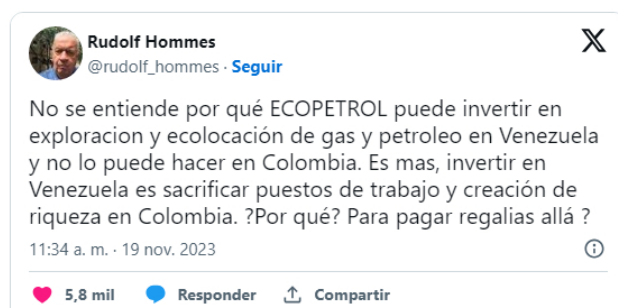 Rudolf Hommes
@rudolf_hommes · Seguir
No se entiende por qué ECOPETROL puede invertir en
exploracion y ecolocación de gas y petroleo en Venezuela
y no lo puede hacer en Colombia. Es mas, invertir en
Venezuela es sacrificar puestos de trabajo y creación de
riqueza en Colombia. ?Por qué? Para pagar regalias allá ?
11:34 a. m. · 19 nov. 2023
5,8 mil Responder Compartir